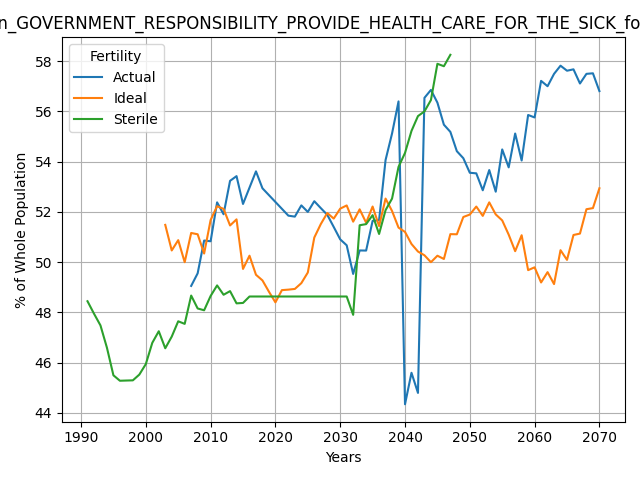 n_GOVERNMENT_RESPONSIBILITY_PROVIDE_HEALTH_CARE_FOR_THE_SICK_fo
Fertility
Actual
Ideal
Sterile
% of Whole Population
58
56
54
52
50
48
46
44
1990 2000 2010 2020 2030 2040 2050 2060 2070
Years